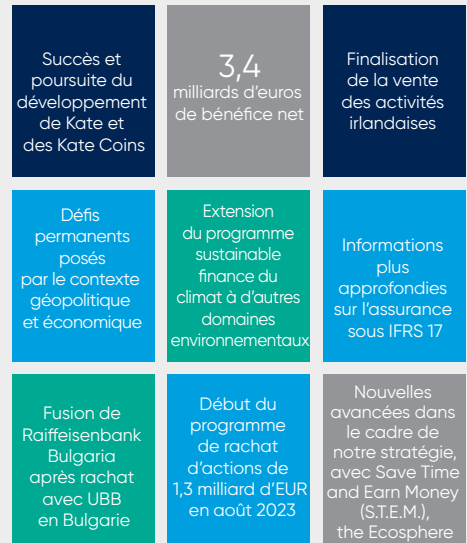 Succès et
poursuite du
développement
de Kate et
des Kate Coins
3,4
milliards d'euros
de bénéfice net
Finalisation
de la vente
des activités
irlandaises
Défis
permanents
posés
par le contexte
géopolitique
et économique
Extension
du programme
sustainable
finance du
climat à d'autres
domaines
environnementaux
Informations
plus
approfondies
sur l'assurance
sous IFRS 17
Fusion de
Raiffeisenbank
Bulgaria
après rachat
avec UBB
en Bulgarie
Début du
programme
de rachat
d'actions de
1,3 milliard d'EUR
en août 2023
Nouvelles
avancées dans
le cadre de
notre stratégie,
avec Save Time
and Earn Money
(S.T.E.M.),
the Ecosphere